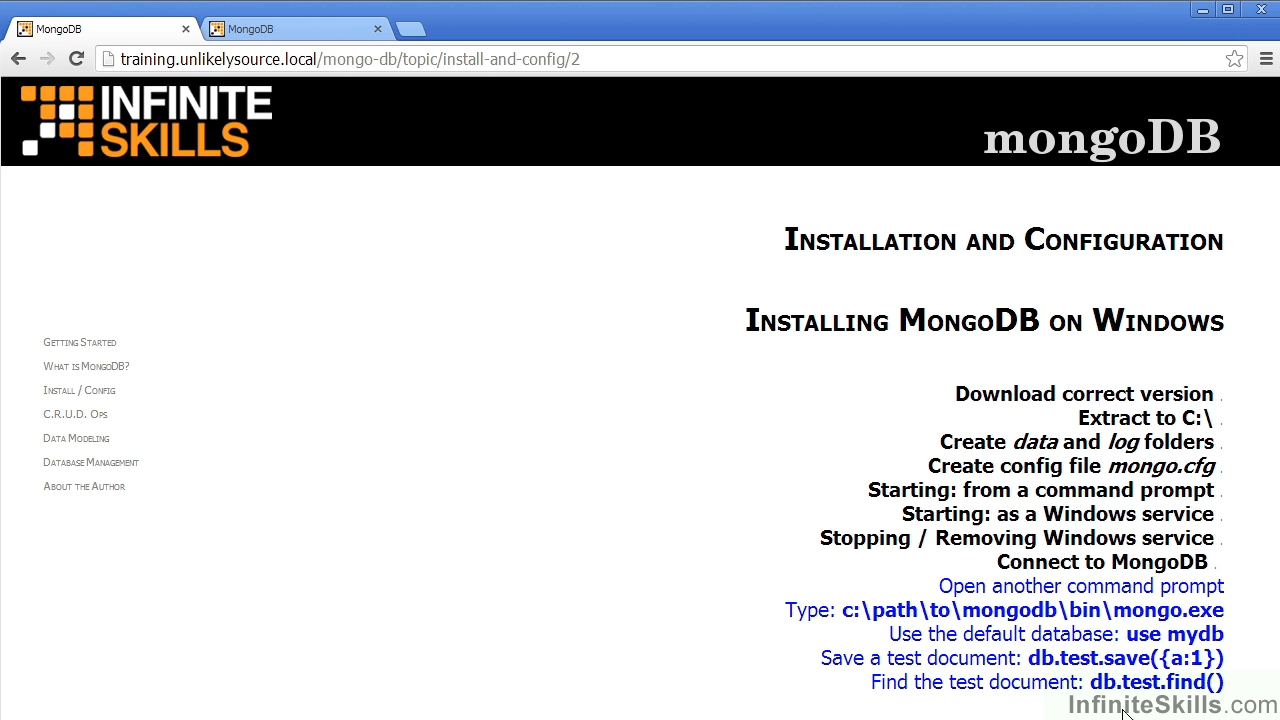 MongoDB
MongoDB
training.unlikelysource.local/mongo-db/topic/install-and-config/2
INFINITE
SKILLS
mongoDB
Installation and Configuration
Installing MongoDB on Windows
Getting Started
What is MongoDB?
Install / Config
C.R.U.D. Ops
Data Modeling
Database Management
About the Author
Download correct version .
Extract to C:\ .
Create data and log folders .
Create config file mongo.cfg .
Starting: from a command prompt .
Starting: as a Windows service .
Stopping / Removing Windows service .
Connect to MongoDB .
Open another command prompt
Type: c:\path\to\mongodb\bin\mongo.exe
Use the default database: use mydb
Save a test document: db.test.save({a:1})
Find the test document: db.test.find()
InfiniteSkills.com